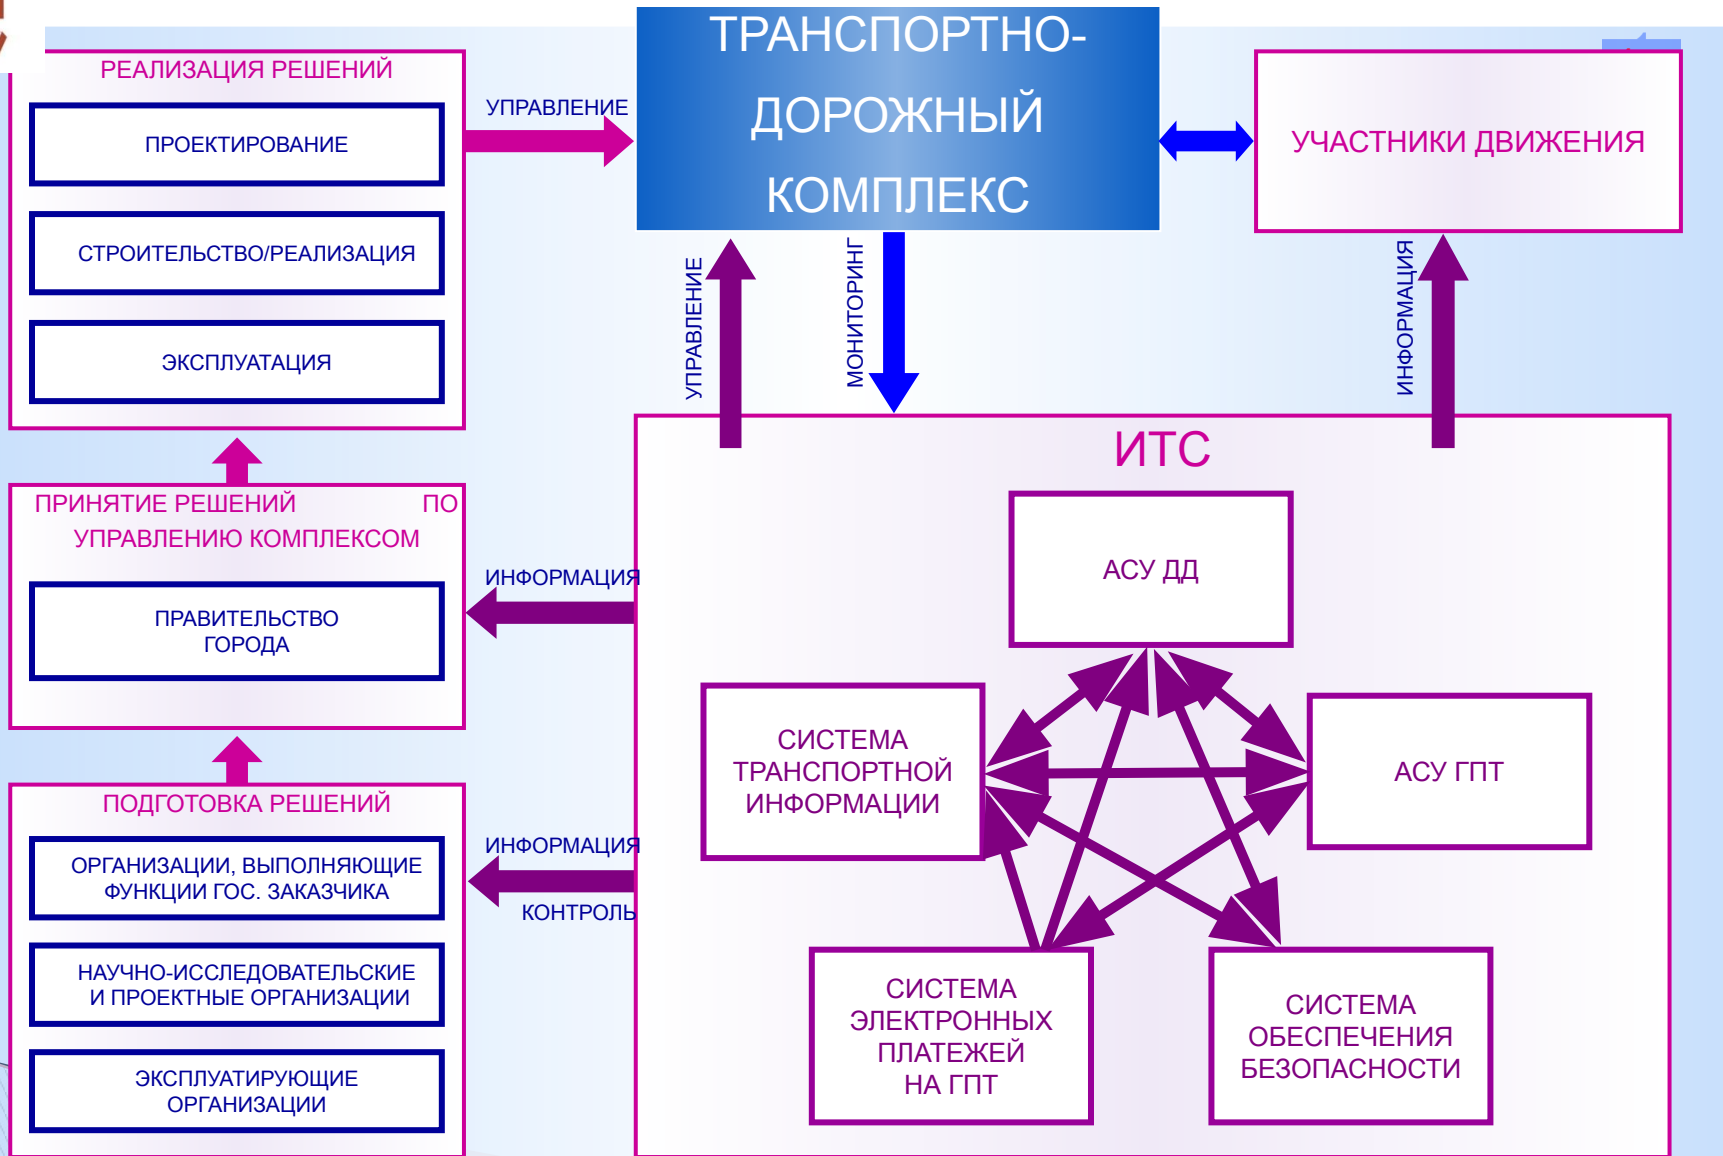 ТРАНСПОРТНО-
ДОРОЖНЫЙ
КОМПЛЕКС
РЕАЛИЗАЦИЯ РЕШЕНИЙ
ПРОЕКТИРОВАНИЕ
СТРОИТЕЛЬСТВО/РЕАЛИЗАЦИЯ
ЭКСПЛУАТАЦИЯ
УПРАВЛЕНИЕ
УЧАСТНИКИ ДВИЖЕНИЯ
УПРАВЛЕНИЕ
МОНИТОРИНГ
ИНФОРМАЦИЯ
ПРИНЯТИЕ РЕШЕНИЙ ПО
УПРАВЛЕНИЮ КОМПЛЕКСОМ
ПРАВИТЕЛЬСТВО
ГОРОДА
ИНФОРМАЦИЯ
ПОДГОТОВКА РЕШЕНИЙ
ОРГАНИЗАЦИИ, ВЫПОЛНЯЮЩИЕ
ФУНКЦИИ ГОС. ЗАКАЗЧИКА
НАУЧНО-ИССЛЕДОВАТЕЛЬСКИЕ
И ПРОЕКТНЫЕ ОРГАНИЗАЦИИ
ЭКСПЛУАТИРУЮЩИЕ
ОРГАНИЗАЦИИ
ИНФОРМАЦИЯ
КОНТРОЛЬ
ИТС
АСУ ДД
СИСТЕМА
ТРАНСПОРТНОЙ
ИНФОРМАЦИИ
АСУ ГПТ
СИСТЕМА
ЭЛЕКТРОННЫХ
ПЛАТЕЖЕЙ
НА ГПТ
СИСТЕМА
ОБЕСПЕЧЕНИЯ
БЕЗОПАСНОСТИ